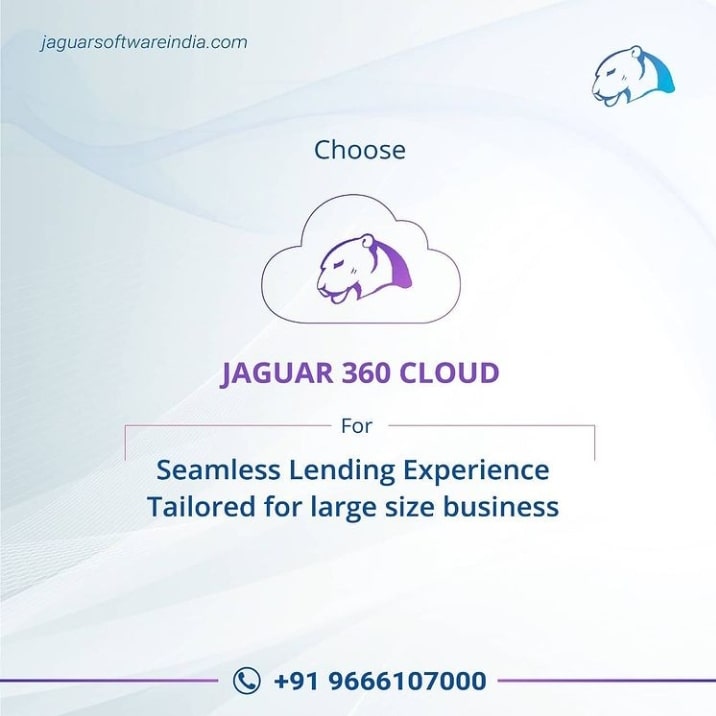 jaguarsoftwareindia.com
Choose
JAGUAR 360 CLOUD
For
Seamless Lending Experience
Tailored for large size business
+91 9666107000